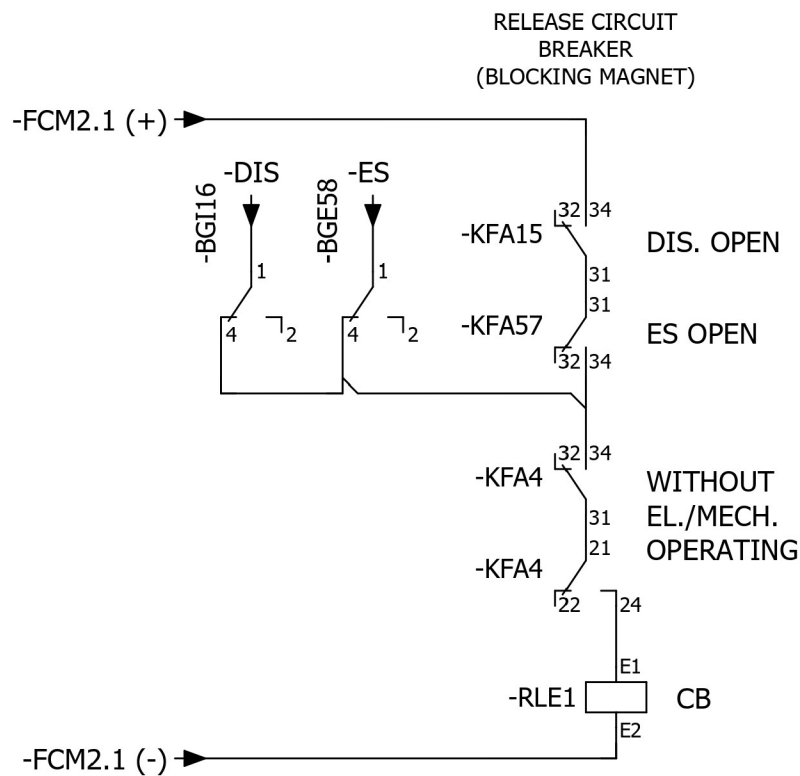 RELEASE CIRCUIT
BREAKER
(BLOCKING MAGNET)
-FCM2.1 (+)
-DIS
-ES
-BGI16
-BGE58
1
4
2
1
4
2
32
34
-KFA15
DIS. OPEN
31
31
-KFA57
ES OPEN
32
34
32
34
-KFA4
WITHOUT
EL./MECH.
OPERATING
31
21
-KFA4
22
24
E1
-RLE1
CB
E2
-FCM2.1 (-)